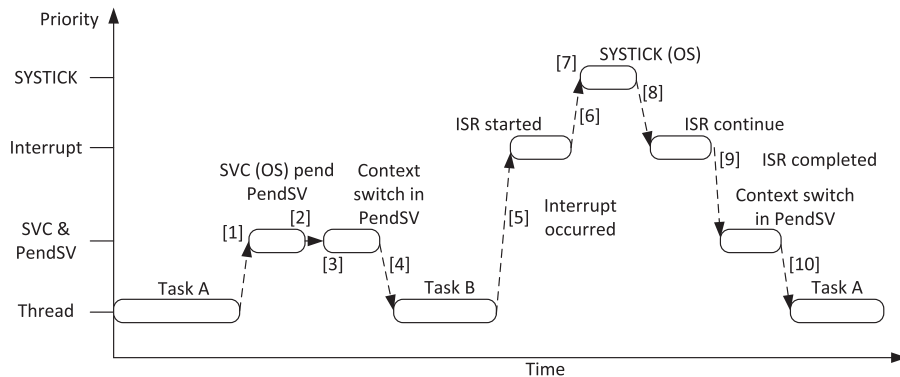 Priority
SYSTICK
Interrupt
SVC &
PendSV
Thread
Time
Task A
[1]
SVC (OS) pend
PendSV
[2]
[3]
Context
switch in
PendSV
[4]
Task B
[5]
Interrupt
occurred
ISR started
[6]
[7]
SYSTICK (OS)
[8]
ISR continue
[9]
ISR completed
Context switch
in PendSV
[10]
Task A